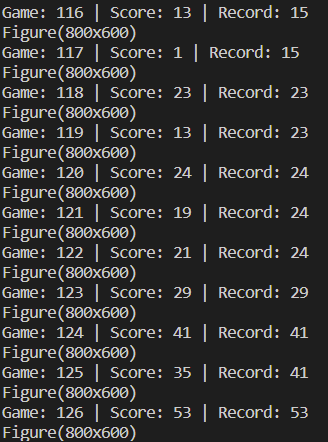 Game: 116 | Score: 13 | Record: 15
Figure(800x600)
Game: 117 | Score: 1 | Record: 15
Figure(800x600)
Game: 118 | Score: 23 | Record: 23
Figure(800x600)
Game: 119 | Score: 13 | Record: 23
Figure(800x600)
Game: 120 | Score: 24 | Record: 24
Figure(800x600)
Game: 121 | Score: 19 | Record: 24
Figure(800x600)
Game: 122 | Score: 21 | Record: 24
Figure(800x600)
Game: 123 | Score: 29 | Record: 29
Figure(800x600)
Game: 124 | Score: 41 | Record: 41
Figure(800x600)
Game: 125 | Score: 35 | Record: 41
Figure(800x600)
Game: 126 | Score: 53 | Record: 53
Figure(800x600)